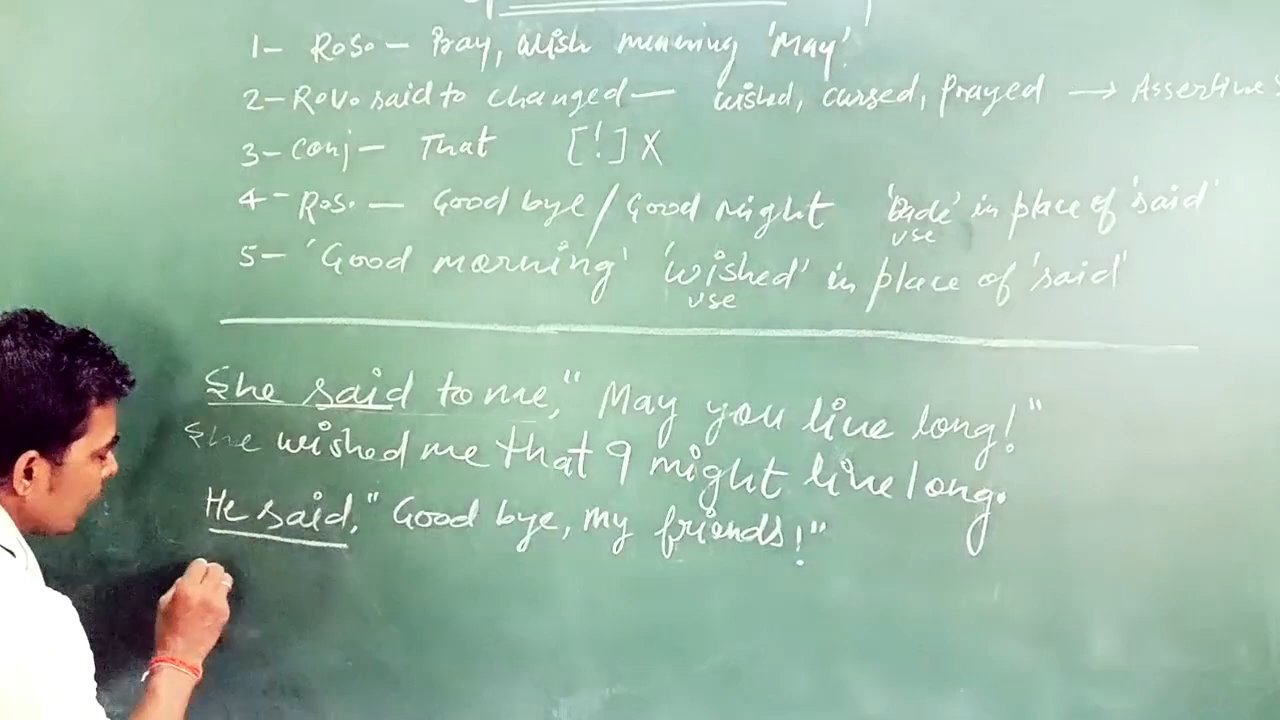 1- R.S. - Pray, wish meaning 'May'.
2- R.V. said to changed - wished, cursed, prayed → Assertive S
3- Conj - That [!] X
4- R.S. - Good bye / Good night 'Bade' use in place of 'said'
5- 'Good morning' 'wished' use in place of 'said'
She said to me," May you live long!"
She wished me that I might live long.
He said," Good bye, my friends!"